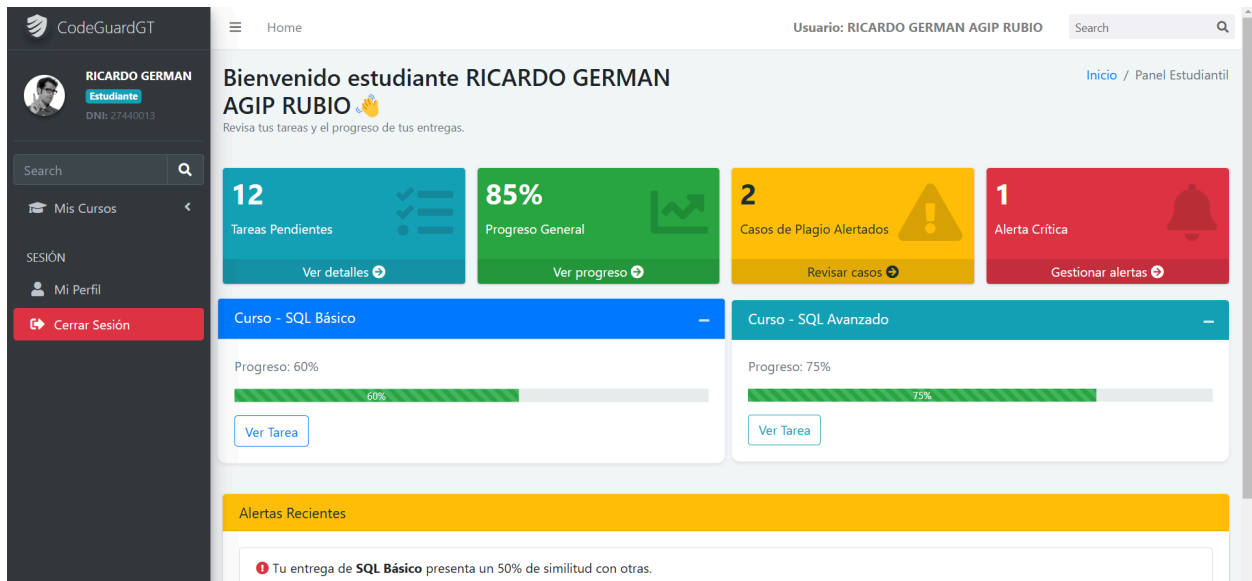 CodeGuardGT
Home
Usuario: RICARDO GERMAN AGIP RUBIO
Search
RICARDO GERMAN
Estudiante
DNI: 27440013
Search
Mis Cursos
SESIÓN
Mi Perfil
Cerrar Sesión
Bienvenido estudiante RICARDO GERMAN
AGIP RUBIO
Revisa tus tareas y el progreso de tus entregas.
Inicio / Panel Estudiantil
12
Tareas Pendientes
Ver detalles
85%
Progreso General
Ver progreso
2
Casos de Plagio Alertados
Revisar casos
1
Alerta Crítica
Gestionar alertas
Curso - SQL Básico
Progreso: 60%
60%
Ver Tarea
Curso - SQL Avanzado
Progreso: 75%
75%
Ver Tarea
Alertas Recientes
Tu entrega de SQL Básico presenta un 50% de similitud con otras.